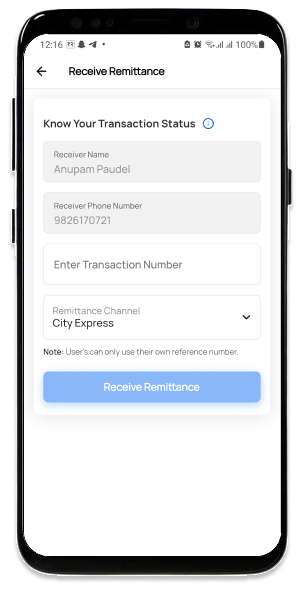 12:16 100%
Receive Remittance
Know Your Transaction Status
Receiver Name
Anupam Paudel
Receiver Phone Number
9826170721
Enter Transaction Number
Remittance Channel
City Express
Note: User's can only use their own reference number.
Receive Remittance